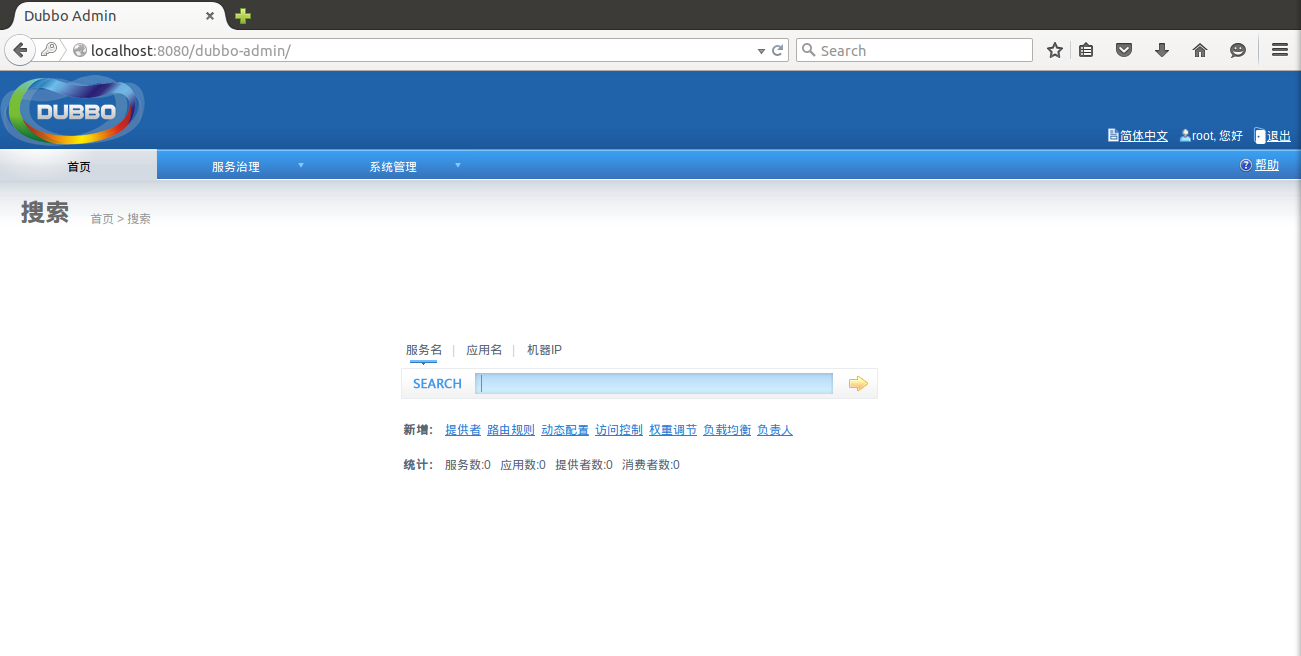 Dubbo Admin
localhost:8080/dubbo-admin/ Search
DUBBO
简体中文 root, 您好 退出
首页 服务治理 系统管理 帮助
搜索 首页 > 搜索
服务名 | 应用名 | 机器IP
SEARCH
新增: 提供者 路由规则 动态配置 访问控制 权重调节 负载均衡 负责人
统计: 服务数:0 应用数:0 提供者数:0 消费者数:0